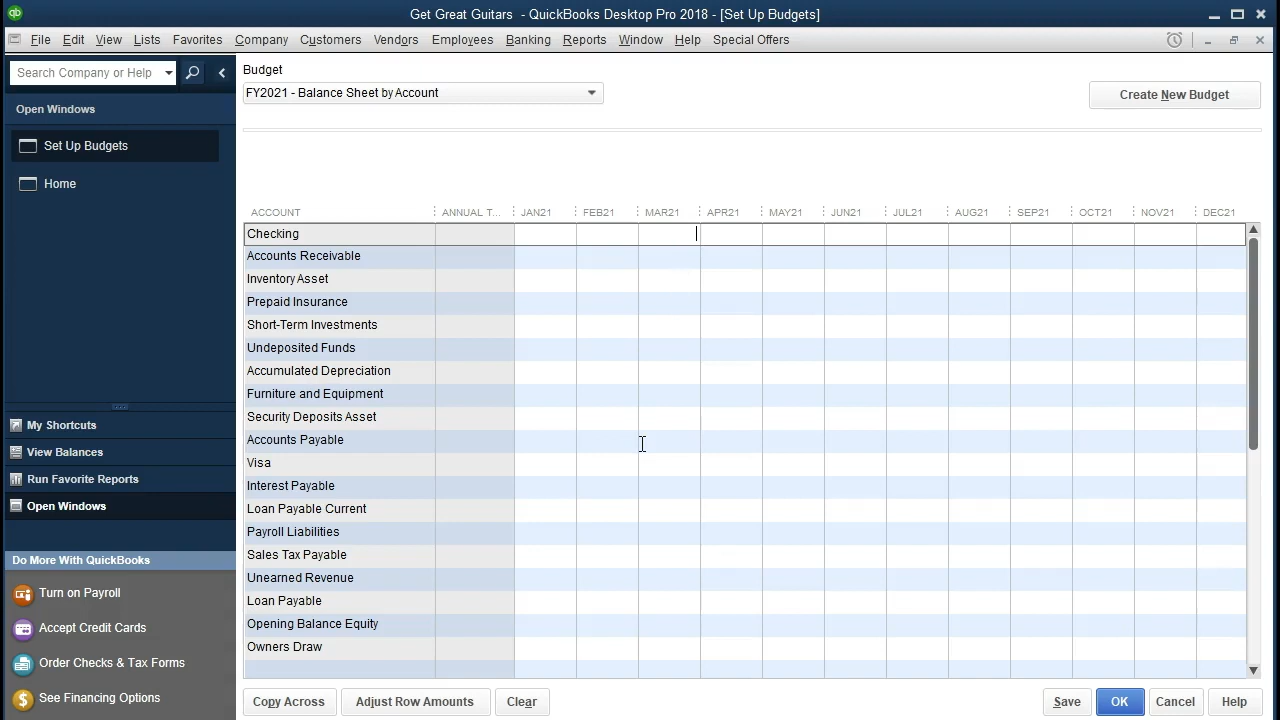 Get Great Guitars - QuickBooks Desktop Pro 2018 - [Set Up Budgets]
File Edit View Lists Favorites Company Customers Vendors Employees Banking Reports Window Help Special Offers
Search Company or Help
Open Windows
Set Up Budgets
Home
My Shortcuts
View Balances
Run Favorite Reports
Open Windows
Do More With QuickBooks
Turn on Payroll
Accept Credit Cards
Order Checks & Tax Forms
See Financing Options
Budget
FY2021 - Balance Sheet by Account
Create New Budget
ACCOUNT ANNUAL T... JAN21 FEB21 MAR21 APR21 MAY21 JUN21 JUL21 AUG21 SEP21 OCT21 NOV21 DEC21
Checking
Accounts Receivable
Inventory Asset
Prepaid Insurance
Short-Term Investments
Undeposited Funds
Accumulated Depreciation
Furniture and Equipment
Security Deposits Asset
Accounts Payable
Visa
Interest Payable
Loan Payable Current
Payroll Liabilities
Sales Tax Payable
Unearned Revenue
Loan Payable
Opening Balance Equity
Owners Draw
Copy Across Adjust Row Amounts Clear Save OK Cancel Help